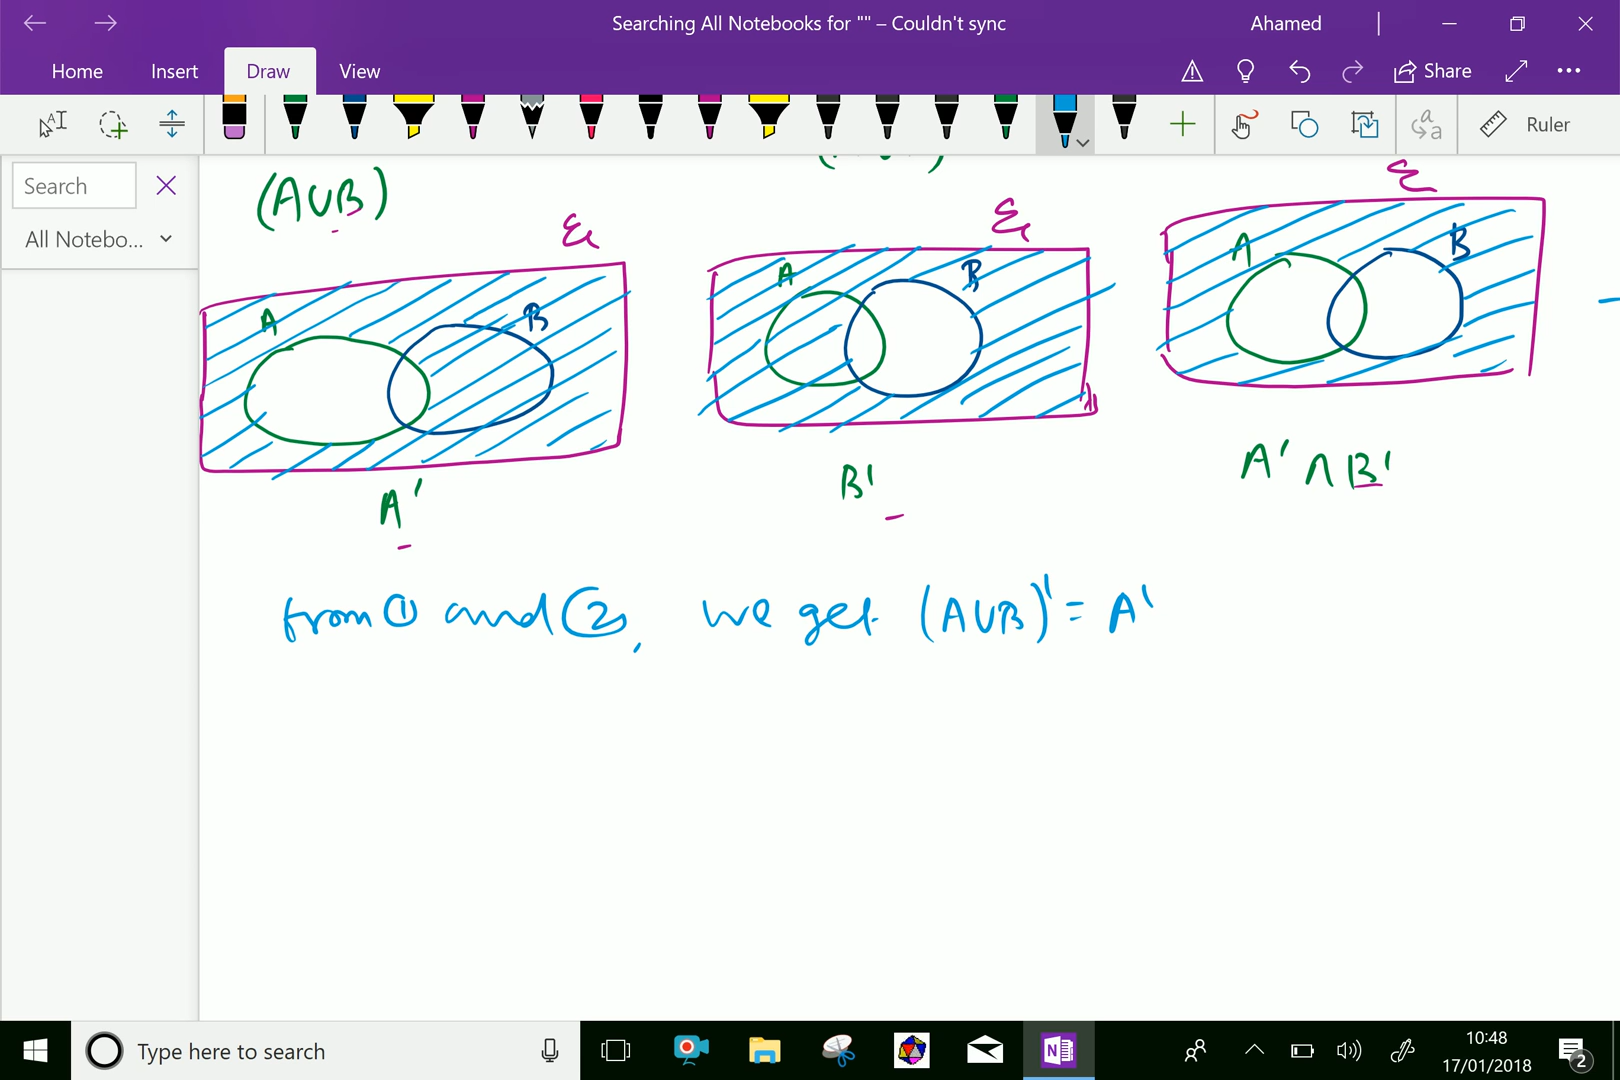 Searching All Notebooks for "" – Couldn't sync
Ahamed
Home Insert Draw View
Share
Ruler
Search
All Notebo...
(A∪B)
ξ ξ ξ
A B A B A B
A' B' A' ∩ B'
from ① and ②, we get (A∪B)' = A'
Type here to search
10:48
17/01/2018
2